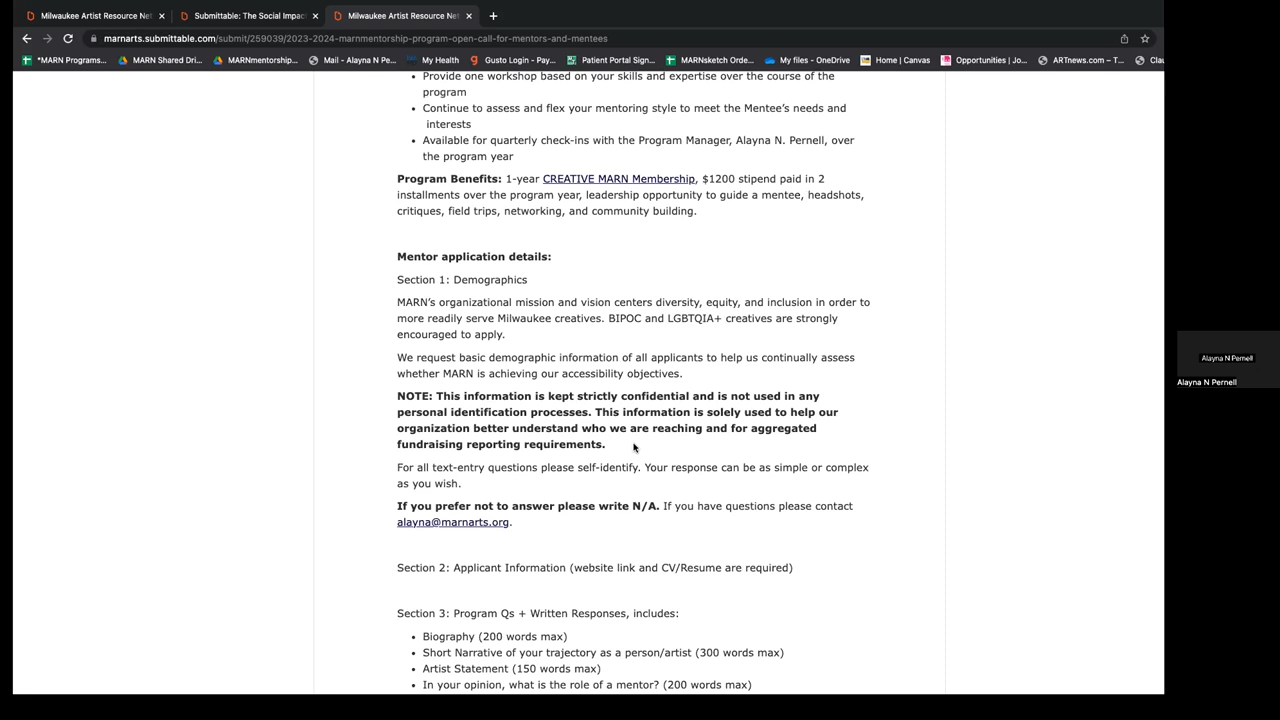 Milwaukee Artist Resource Net
Submittable: The Social Impac
Milwaukee Artist Resource Net
marnarts.submittable.com/submit/259039/2023-2024-marnmentorship-program-open-call-for-mentors-and-mentees
*MARN Programs...
MARN Shared Dri...
MARNmentorship...
Mail - Alayna N Pe...
My Health
Gusto Login - Pay...
Patient Portal Sign...
MARNsketch Orde...
My files - OneDrive
Home | Canvas
Opportunities | Jo...
ARTnews.com – T...
Clau
• Provide one workshop based on your skills and expertise over the course of the
program
• Continue to assess and flex your mentoring style to meet the Mentee's needs and
interests
• Available for quarterly check-ins with the Program Manager, Alayna N. Pernell, over
the program year
Program Benefits: 1-year CREATIVE MARN Membership, $1200 stipend paid in 2
installments over the program year, leadership opportunity to guide a mentee, headshots,
critiques, field trips, networking, and community building.
Mentor application details:
Section 1: Demographics
MARN's organizational mission and vision centers diversity, equity, and inclusion in order to
more readily serve Milwaukee creatives. BIPOC and LGBTQIA+ creatives are strongly
encouraged to apply.
We request basic demographic information of all applicants to help us continually assess
whether MARN is achieving our accessibility objectives.
NOTE: This information is kept strictly confidential and is not used in any
personal identification processes. This information is solely used to help our
organization better understand who we are reaching and for aggregated
fundraising reporting requirements.
For all text-entry questions please self-identify. Your response can be as simple or complex
as you wish.
If you prefer not to answer please write N/A. If you have questions please contact
alayna@marnarts.org.
Section 2: Applicant Information (website link and CV/Resume are required)
Section 3: Program Qs + Written Responses, includes:
• Biography (200 words max)
• Short Narrative of your trajectory as a person/artist (300 words max)
• Artist Statement (150 words max)
• In your opinion, what is the role of a mentor? (200 words max)
Alayna N Pernell
Alayna N Pernell